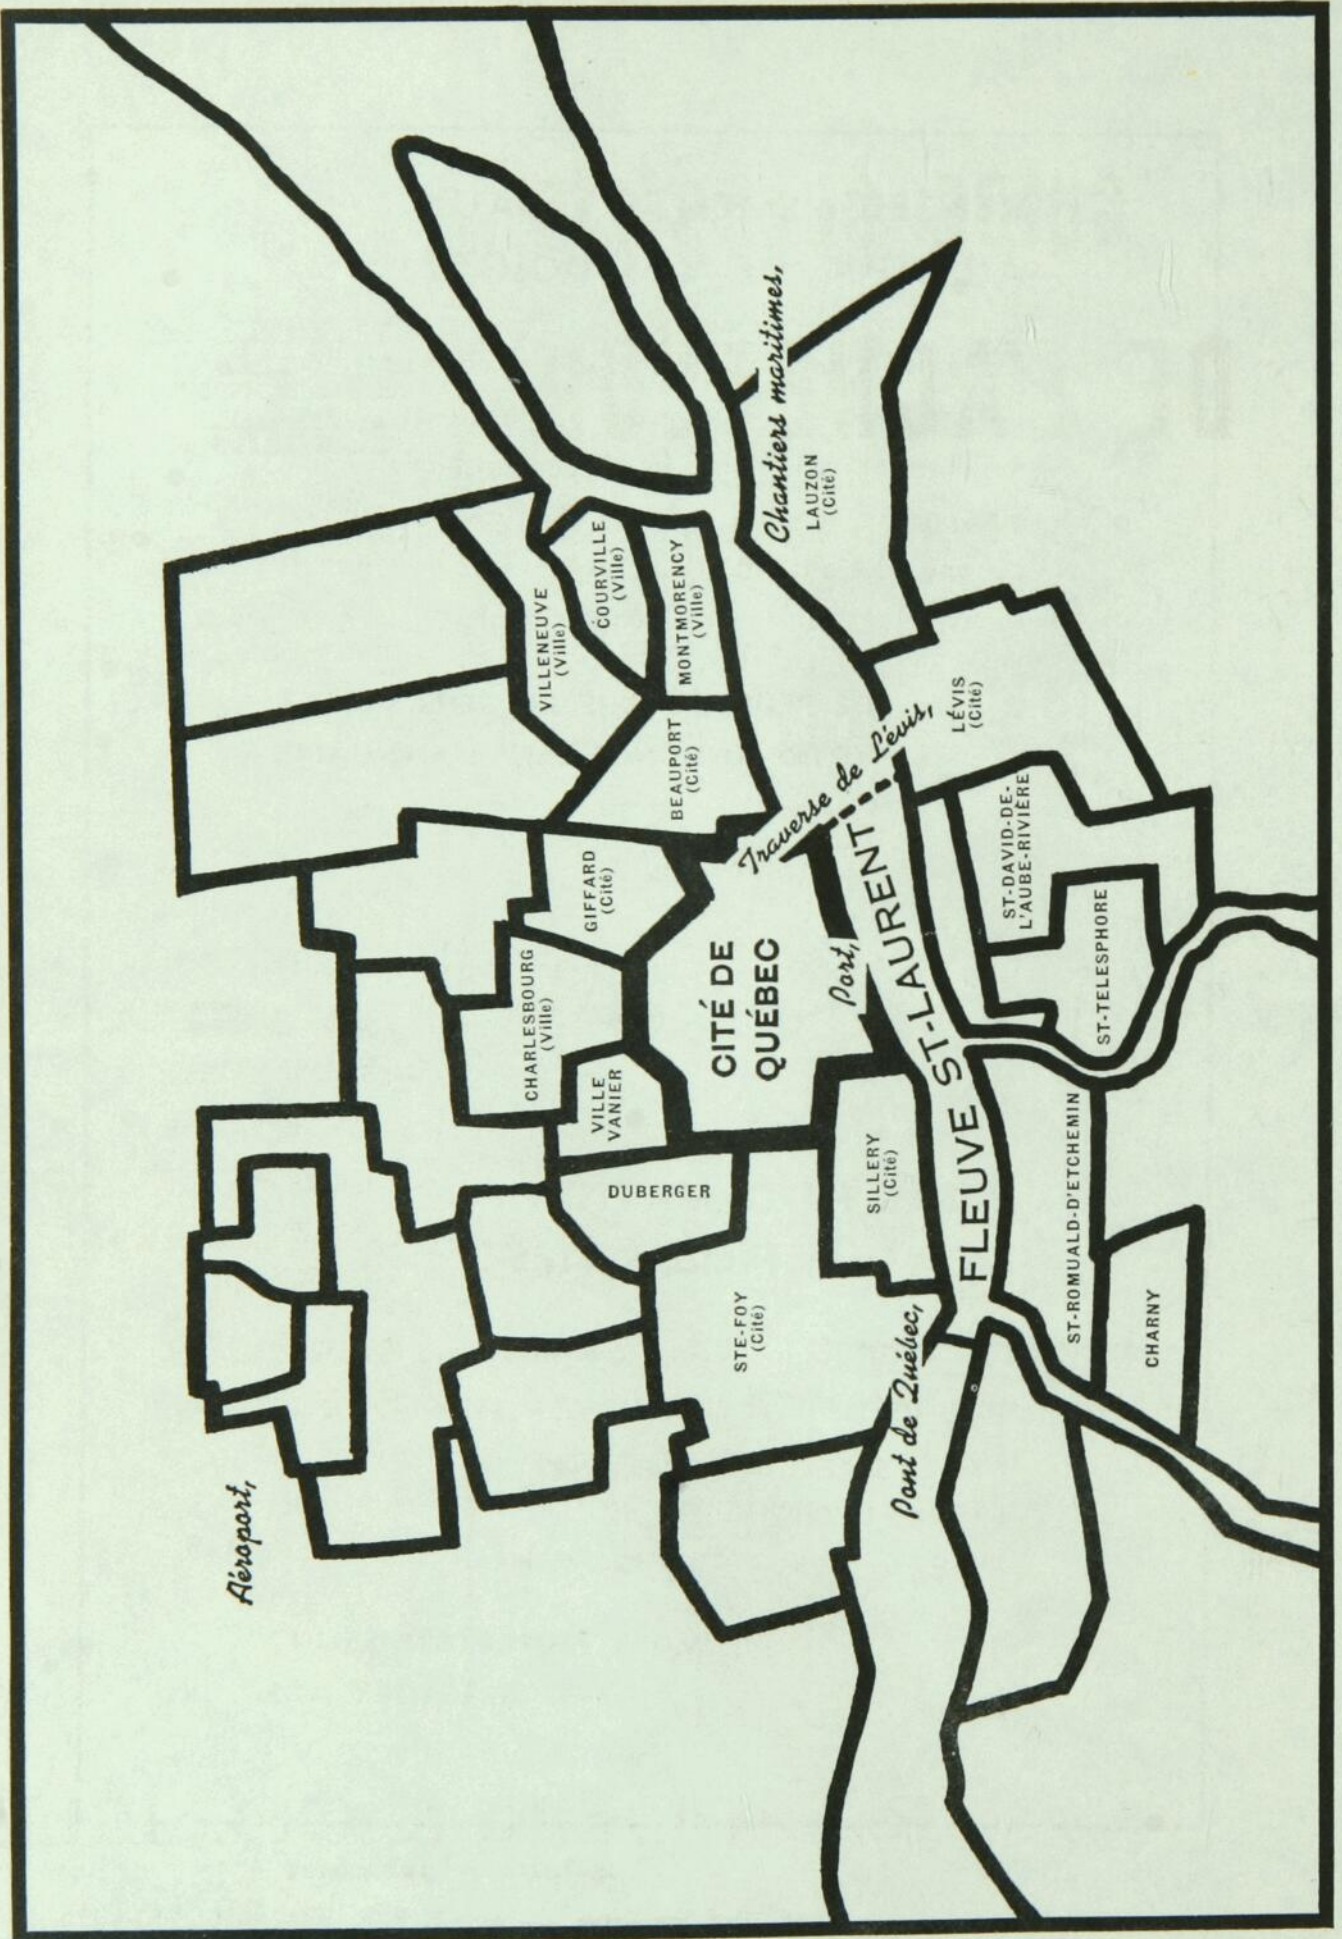 Aéroport,
CHARLESBOURG
(Ville)
VILLENEUVE
(Ville)
COURVILLE
(Ville)
GIFFARD
(Cité)
VILLE
VANIER
DUBERGER
BEAUPORT
(Cité)
MONTMORENCY
(Ville)
STE-FOY
(Cité)
CITÉ DE
QUÉBEC
Chantiers maritimes,
LAUZON
(Cité)
Traverse de Lévis,
Port,
SILLERY
(Cité)
Pont de Québec,
FLEUVE ST-LAURENT
LÉVIS
(Cité)
ST-DAVID-DE-
L'AUBE-RIVIÈRE
ST-ROMUALD-D'ETCHEMIN
ST-TELESPHORE
CHARNY